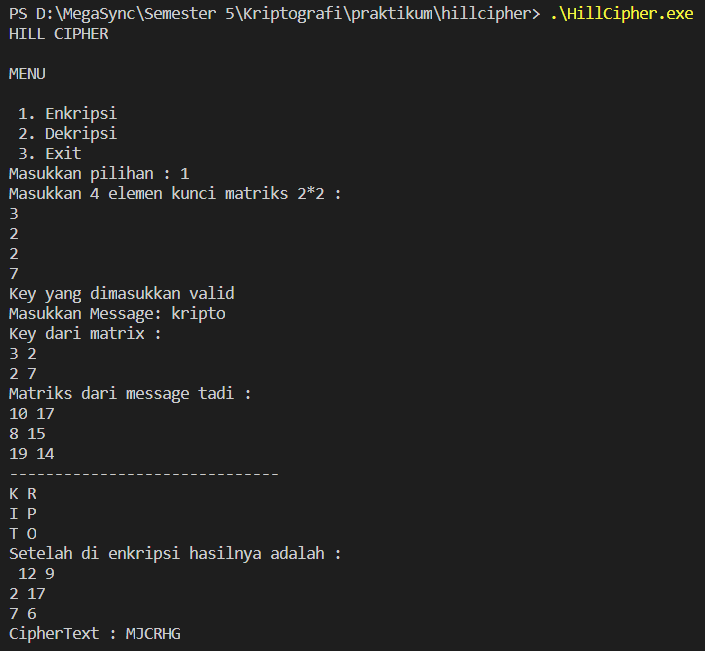 PS D:\MegaSync\Semester 5\Kriptografi\praktikum\hillcipher> .\HillCipher.exe
HILL CIPHER
MENU
1. Enkripsi
2. Dekripsi
3. Exit
Masukkan pilihan : 1
Masukkan 4 elemen kunci matriks 2*2 :
3
2
2
7
Key yang dimasukkan valid
Masukkan Message: kripto
Key dari matrix :
3 2
2 7
Matriks dari message tadi :
10 17
8 15
19 14
------------------------------
K R
I P
T O
Setelah di enkripsi hasilnya adalah :
12 9
2 17
7 6
CipherText : MJCRHG